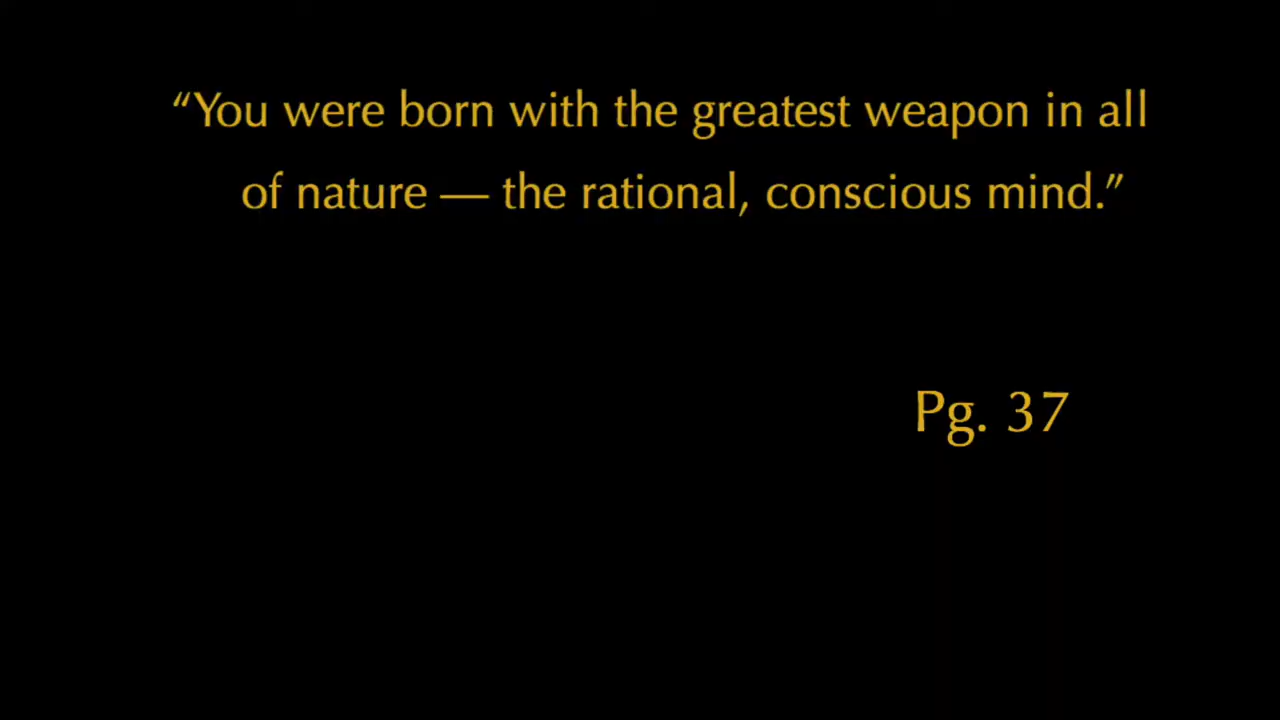 “You were born with the greatest weapon in all
of nature — the rational, conscious mind.”
Pg. 37